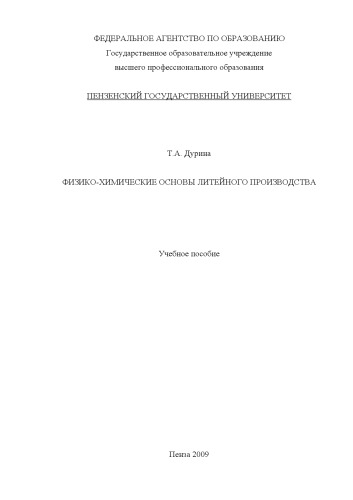 ФЕДЕРАЛЬНОЕ АГЕНТСТВО ПО ОБРАЗОВАНИЮ
Государственное образовательное учреждение
высшего профессионального образования
ПЕНЗЕНСКИЙ ГОСУДАРСТВЕННЫЙ УНИВЕРСИТЕТ
Т.А. Дурина
ФИЗИКО-ХИМИЧЕСКИЕ ОСНОВЫ ЛИТЕЙНОГО ПРОИЗВОДСТВА
Учебное пособие
Пенза 2009